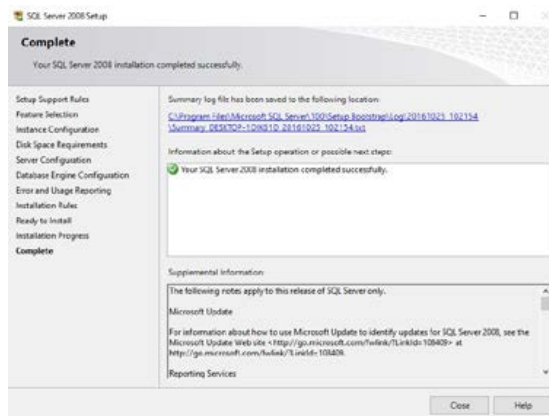 SQL Server 2008 Setup
Complete
Your SQL Server 2008 installation completed successfully.
Setup Support Rules
Feature Selection
Instance Configuration
Disk Space Requirements
Server Configuration
Database Engine Configuration
Error and Usage Reporting
Installation Rules
Ready to Install
Installation Progress
Complete
Summary log file has been saved to the following location:
C:\Program Files\Microsoft SQL Server\100\Setup Bootstrap\Log\20161025_102154
\Summary_DESKTOP-1DIK51D_20161025_102154.txt
Information about the Setup operation or possible next steps:
Your SQL Server 2008 installation completed successfully.
Supplemental Information:
The following notes apply to this release of SQL Server only.
Microsoft Update
For information about how to use Microsoft Update to identify updates for SQL Server 2008, see the
Microsoft Update Web site <http://go.microsoft.com/fwlink/?LinkId=108409> at
http://go.microsoft.com/fwlink/?LinkId=108409.
Reporting Services
Close
Help